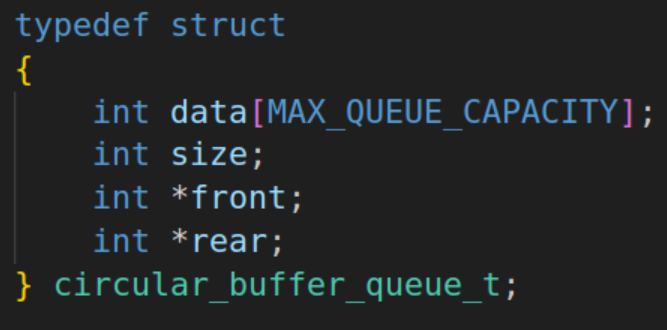 typedef struct
{
    int data[MAX_QUEUE_CAPACITY];
    int size;
    int *front;
    int *rear;
} circular_buffer_queue_t;